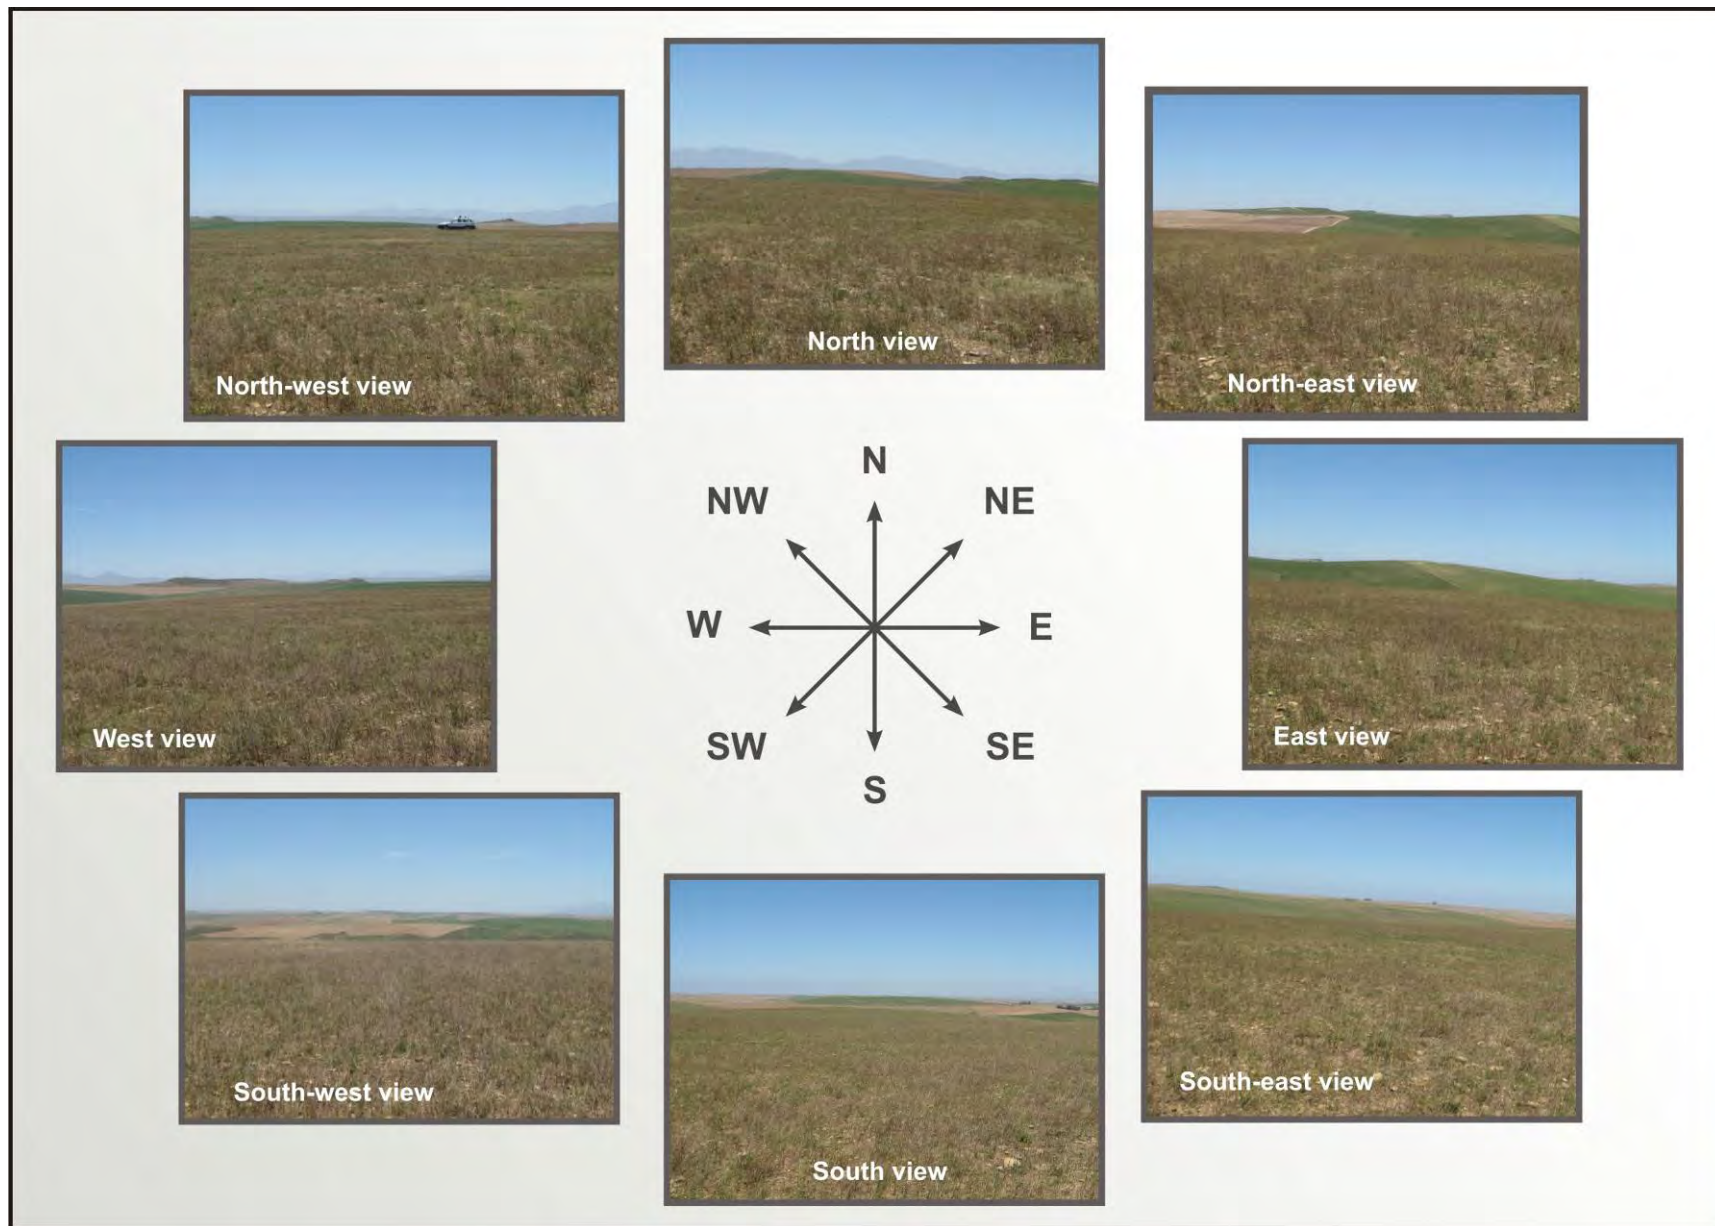 North view
North-west view
North-east view
N
NW
NE
West view
W
E
East view
SW
SE
S
South-west view
South-east view
South view